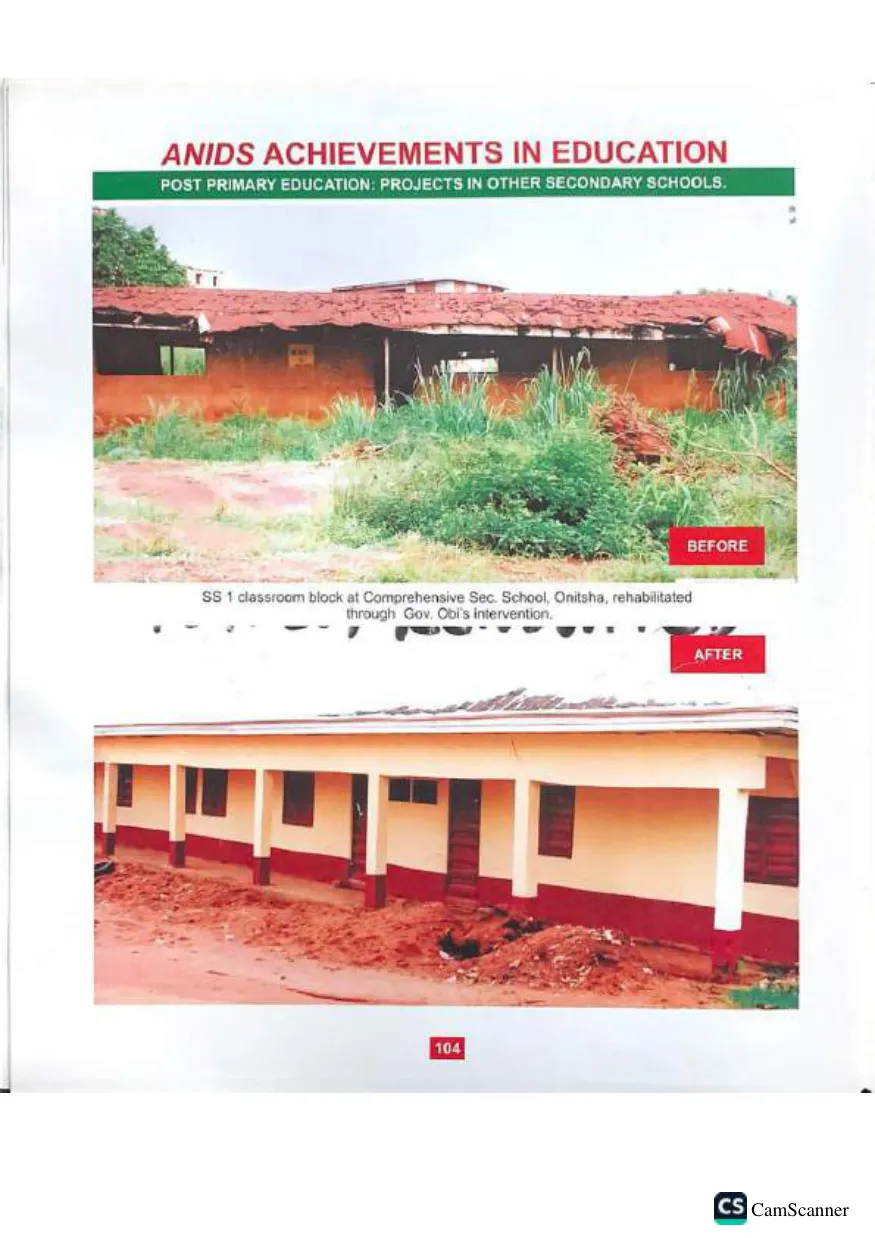 ANIDS ACHIEVEMENTS IN EDUCATION
POST PRIMARY EDUCATION: PROJECTS IN OTHER SECONDARY SCHOOLS.
BEFORE
SS 1 classroom block at Comprehensive Sec. School, Onitsha, rehabilitated
through Gov. Obi's intervention.
AFTER
104
CS CamScanner